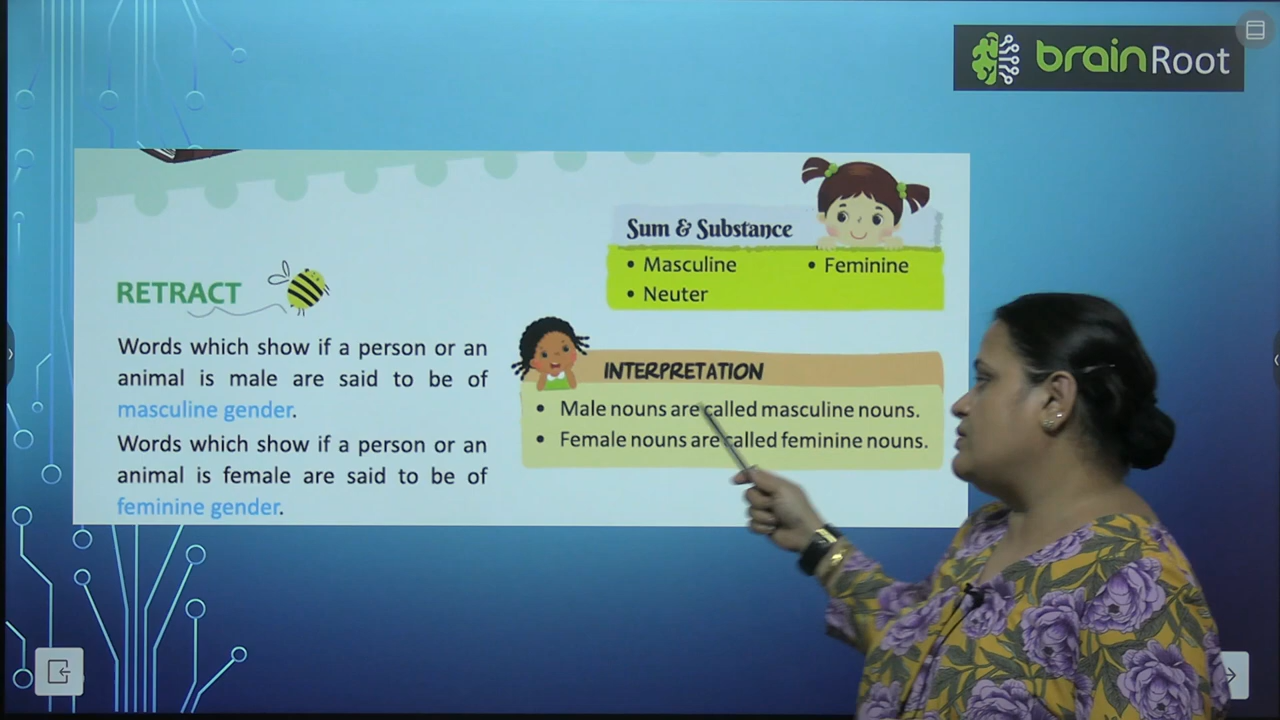 brainRoot
Sum & Substance
• Masculine
• Feminine
• Neuter
RETRACT
Words which show if a person or an
animal is male are said to be of
masculine gender.
Words which show if a person or an
animal is female are said to be of
feminine gender.
INTERPRETATION
• Male nouns are called masculine nouns.
• Female nouns are called feminine nouns.